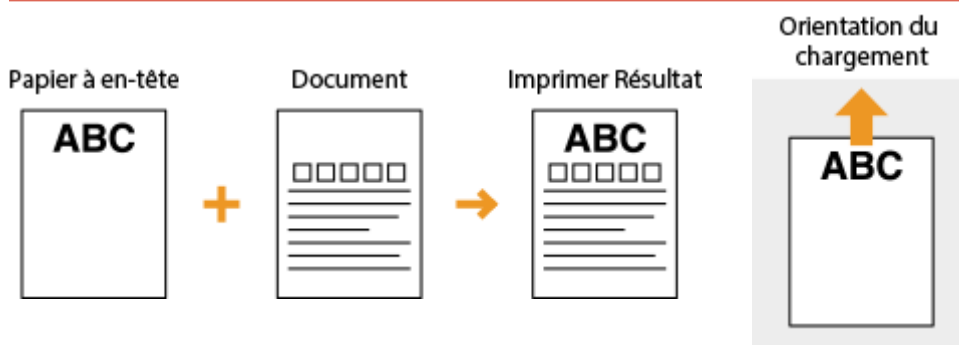 Orientation du
chargement
Papier à en-tête
Document
Imprimer Résultat
ABC
ABC
ABC